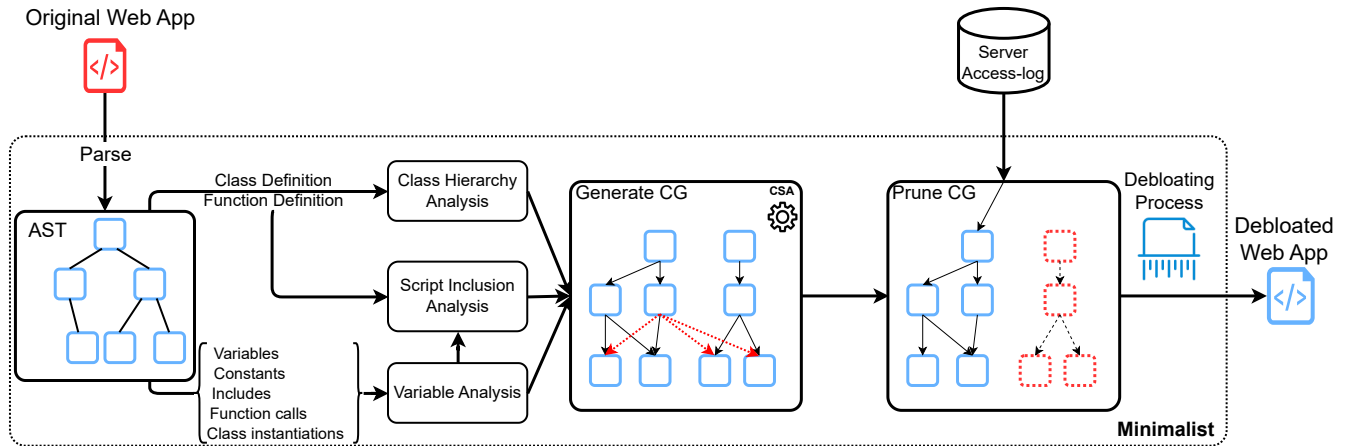 Original Web App
</>
Server
Access-log
Parse
Class Definition
Function Definition
Class Hierarchy
Analysis
Generate CG
CSA
Prune CG
Debloating
Process
AST
Debloated
Web App
</>
Script Inclusion
Analysis
Variables
Constants
Includes
Function calls
Class instantiations
Variable Analysis
Minimalist